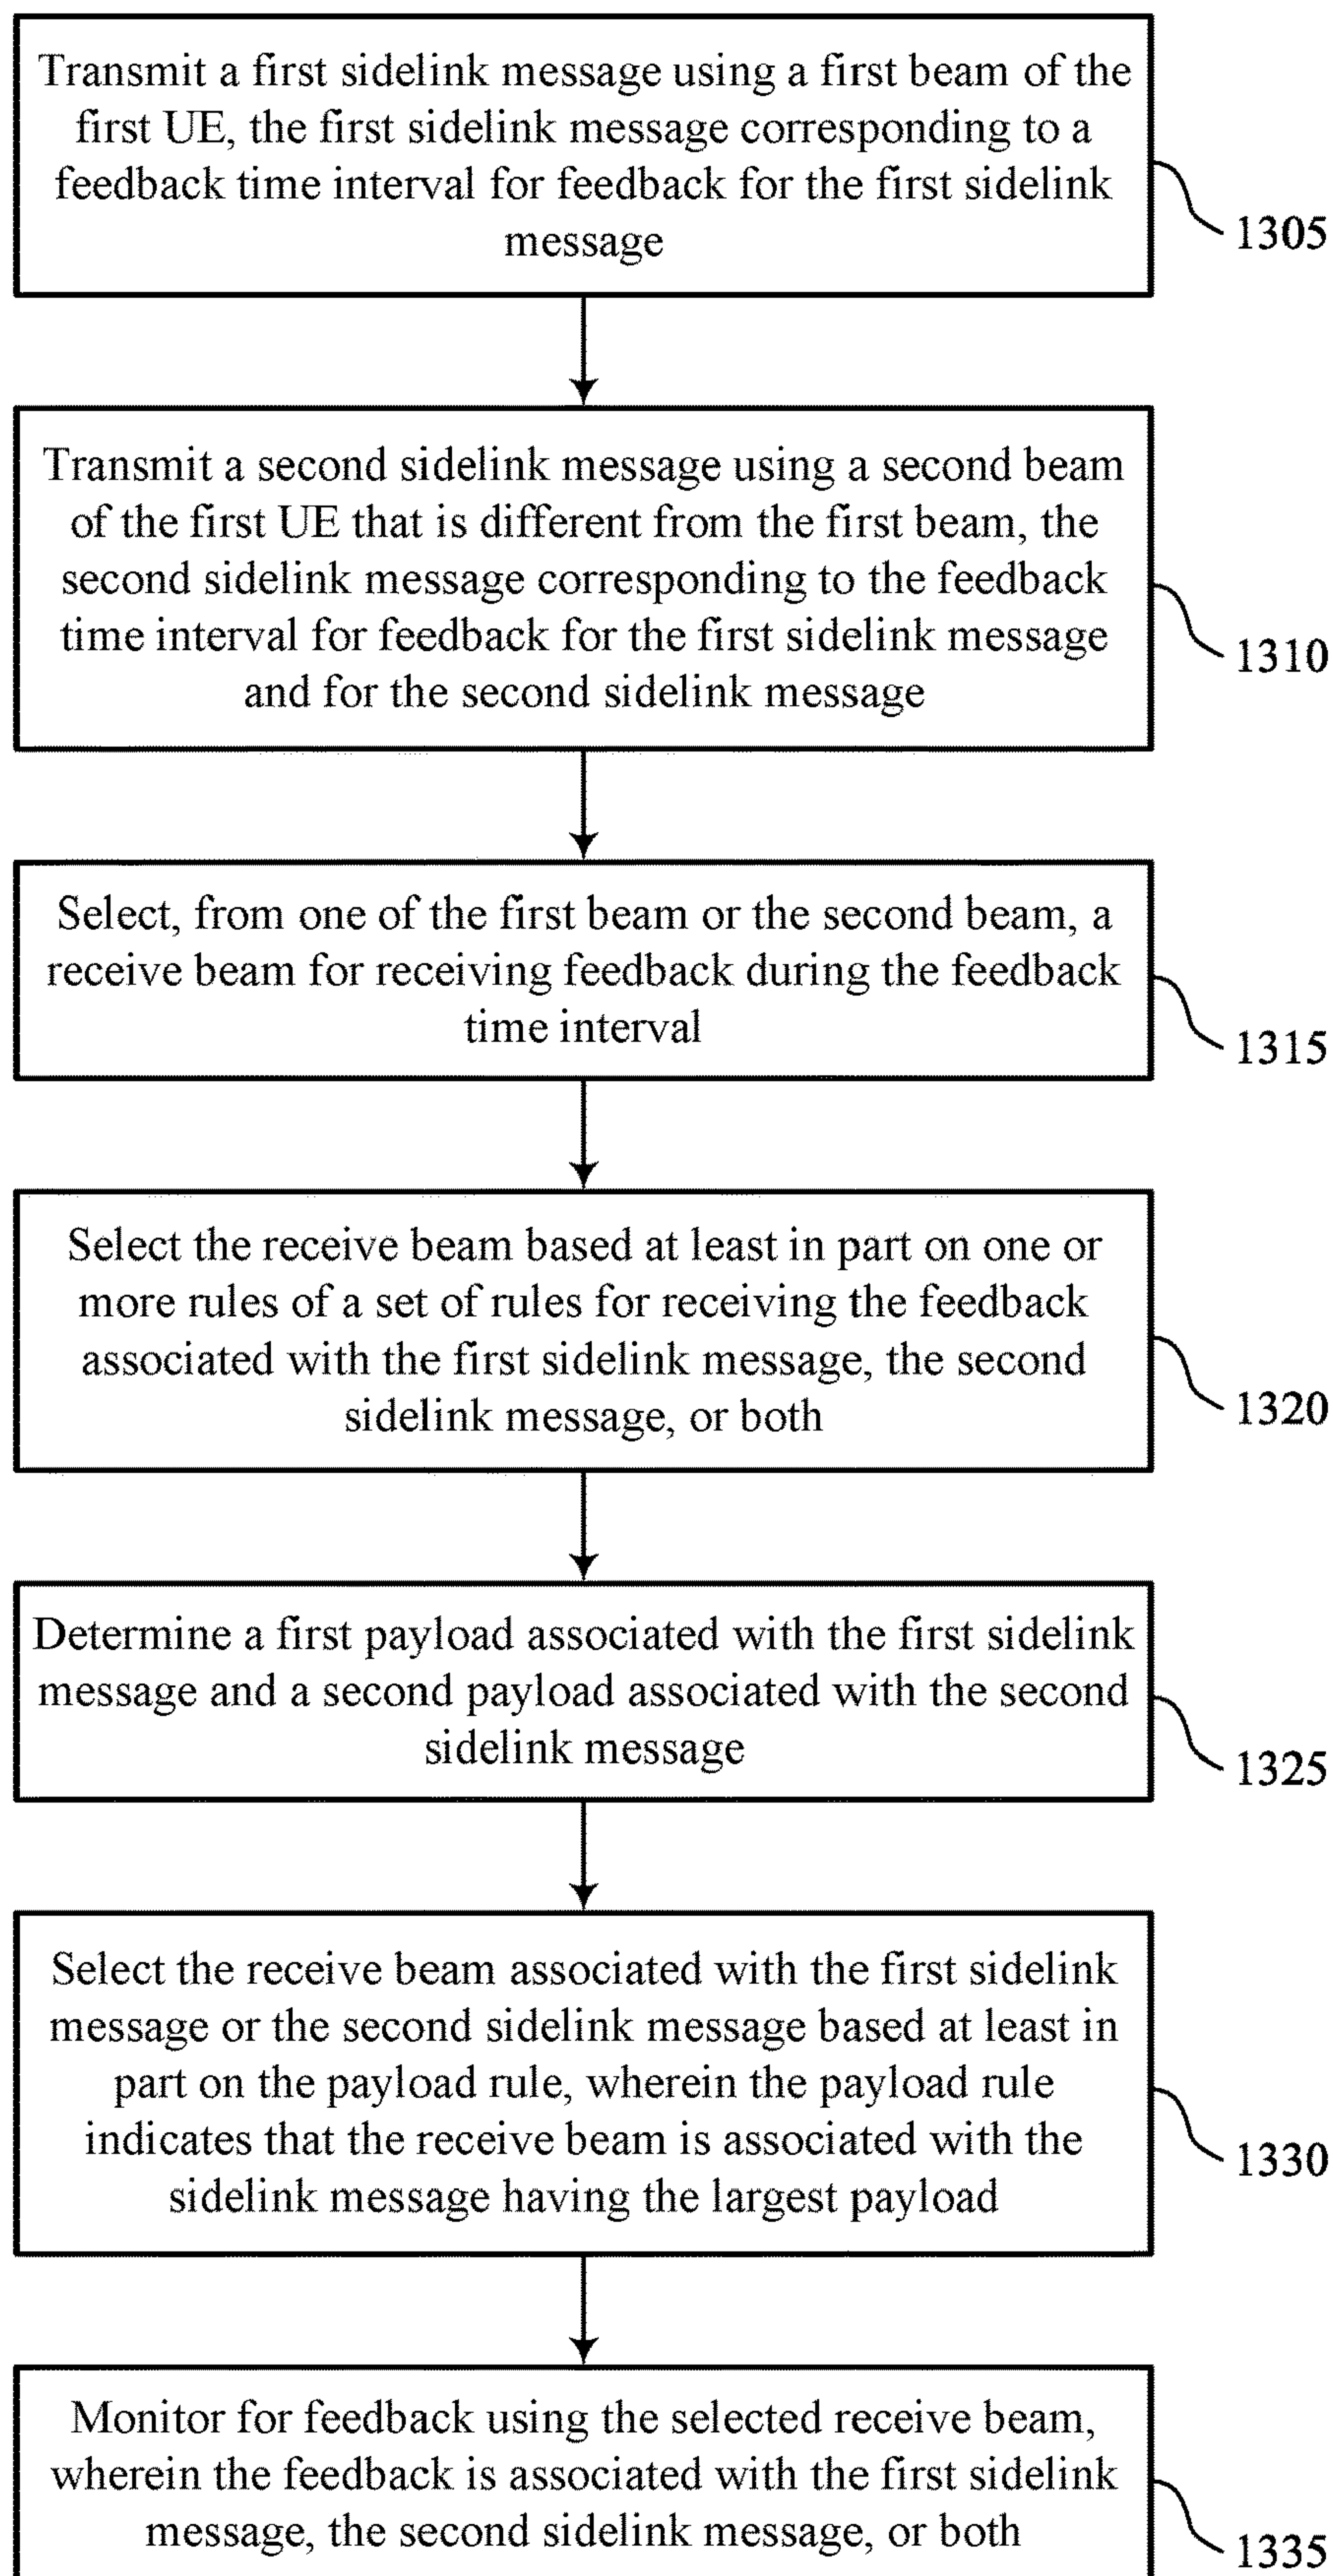 Transmit a first sidelink message using a first beam of the
first UE, the first sidelink message corresponding to a
feedback time interval for feedback for the first sidelink
message
1305
Transmit a second sidelink message using a second beam
of the first UE that is different from the first beam, the
second sidelink message corresponding to the feedback
time interval for feedback for the first sidelink message
and for the second sidelink message
1310
Select, from one of the first beam or the second beam, a
receive beam for receiving feedback during the feedback
time interval
1315
Select the receive beam based at least in part on one or
more rules of a set of rules for receiving the feedback
associated with the first sidelink message, the second
sidelink message, or both
1320
Determine a first payload associated with the first sidelink
message and a second payload associated with the second
sidelink message
1325
Select the receive beam associated with the first sidelink
message or the second sidelink message based at least in
part on the payload rule, wherein the payload rule
indicates that the receive beam is associated with the
sidelink message having the largest payload
1330
Monitor for feedback using the selected receive beam,
wherein the feedback is associated with the first sidelink
message, the second sidelink message, or both
1335